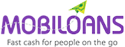 MOBILOANS
Fast cash for people on the go